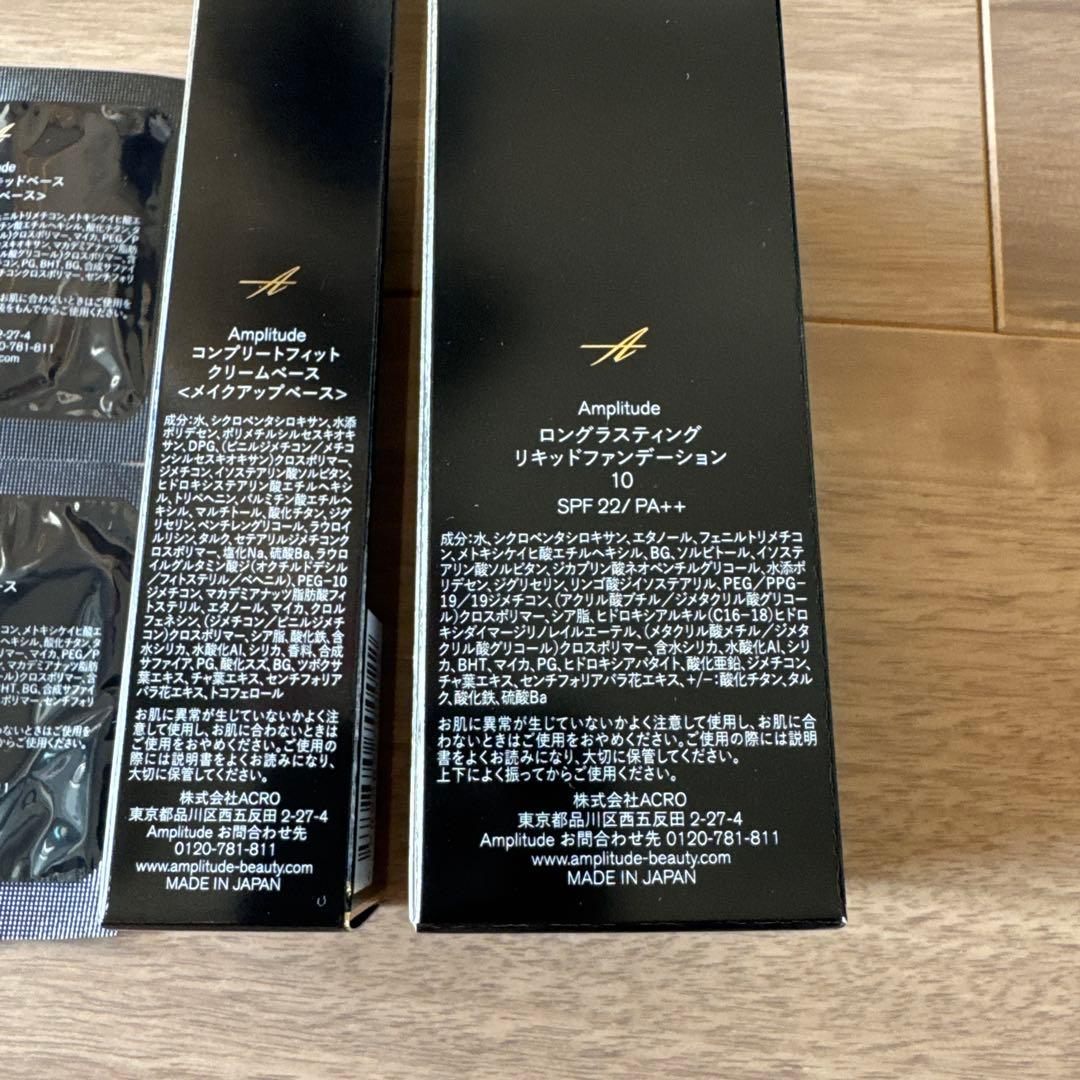 Amplitude
コンプリートフィット
クリームベース
<メイクアップベース>
成分:水、シクロペンタシロキサン、水添
ポリデセン、ポリメチルシルセスキオキ
サン、DPG、(ビニルジメチコン/メチコ
ンシルセスキオキサン)クロスポリマー、
ジメチコン、イソステアリン酸ソルビタン、
ヒドロキシステアリン酸エチルヘキシ
ル、トリベヘニン、パルミチン酸エチルヘ
キシル、マルチトール、酸化チタン、ジグ
リセリン、ペンチレングリコール、ラウロイ
ルリシン、タルク、セテアリルジメチコンク
ロスポリマー、塩化Na、硫酸Ba、ラウロ
イルグルタミン酸ジ(オクチルドデシル
/フィトステリル/ベヘニル)、PEG-10
ジメチコン、マカデミアナッツ脂肪酸フィ
トステリル、エタノール、マイカ、クロル
フェネシン、(ジメチコン/ビニルジメチ
コン)クロスポリマー、シア脂、酸化鉄、含
水シリカ、水酸化Al、シリカ、香料、合成
サファイア、PG、酸化スズ、BG、ツボクサ
葉エキス、チャ葉エキス、センチフォリア
バラ花エキス、トコフェロール
お肌に異常が生じていないかよく注
意して使用し、お肌に合わないときは
ご使用をおやめください。ご使用の
際には説明書をよくお読みになり、
大切に保管してください。
株式会社ACRO
東京都品川区西五反田 2-27-4
Amplitude お問合わせ先
0120-781-811
www.amplitude-beauty.com
MADE IN JAPAN
Amplitude
ロングラスティング
リキッドファンデーション
10
SPF 22/ PA++
成分:水、シクロペンタシロキサン、エタノール、フェニルトリメチコ
ン、メトキシケイヒ酸エチルヘキシル、BG、ソルビトール、イソステ
アリン酸ソルビタン、ジカプリン酸ネオペンチルグリコール、水添ポ
リデセン、ジグリセリン、リンゴ酸ジイソステアリル、PEG/PPG-
19/19ジメチコン、(アクリル酸ブチル/ジメタクリル酸グリコー
ル)クロスポリマー、シア脂、ヒドロキシアルキル(C16-18)ヒドロ
キシダイマージリノレイルエーテル、(メタクリル酸メチル/ジメタ
クリル酸グリコール)クロスポリマー、含水シリカ、水酸化Al、シリ
カ、BHT、マイカ、PG、ヒドロキシアパタイト、酸化亜鉛、ジメチコン、
チャ葉エキス、センチフォリアバラ花エキス、+/-:酸化チタン、タル
ク、酸化鉄、硫酸Ba
お肌に異常が生じていないかよく注意して使用し、お肌に合
わないときはご使用をおやめください。ご使用の際には説明
書をよくお読みになり、大切に保管してください。
上下によく振ってからご使用ください。
株式会社ACRO
東京都品川区西五反田 2-27-4
Amplitude お問合わせ先 0120-781-811
www.amplitude-beauty.com
MADE IN JAPAN